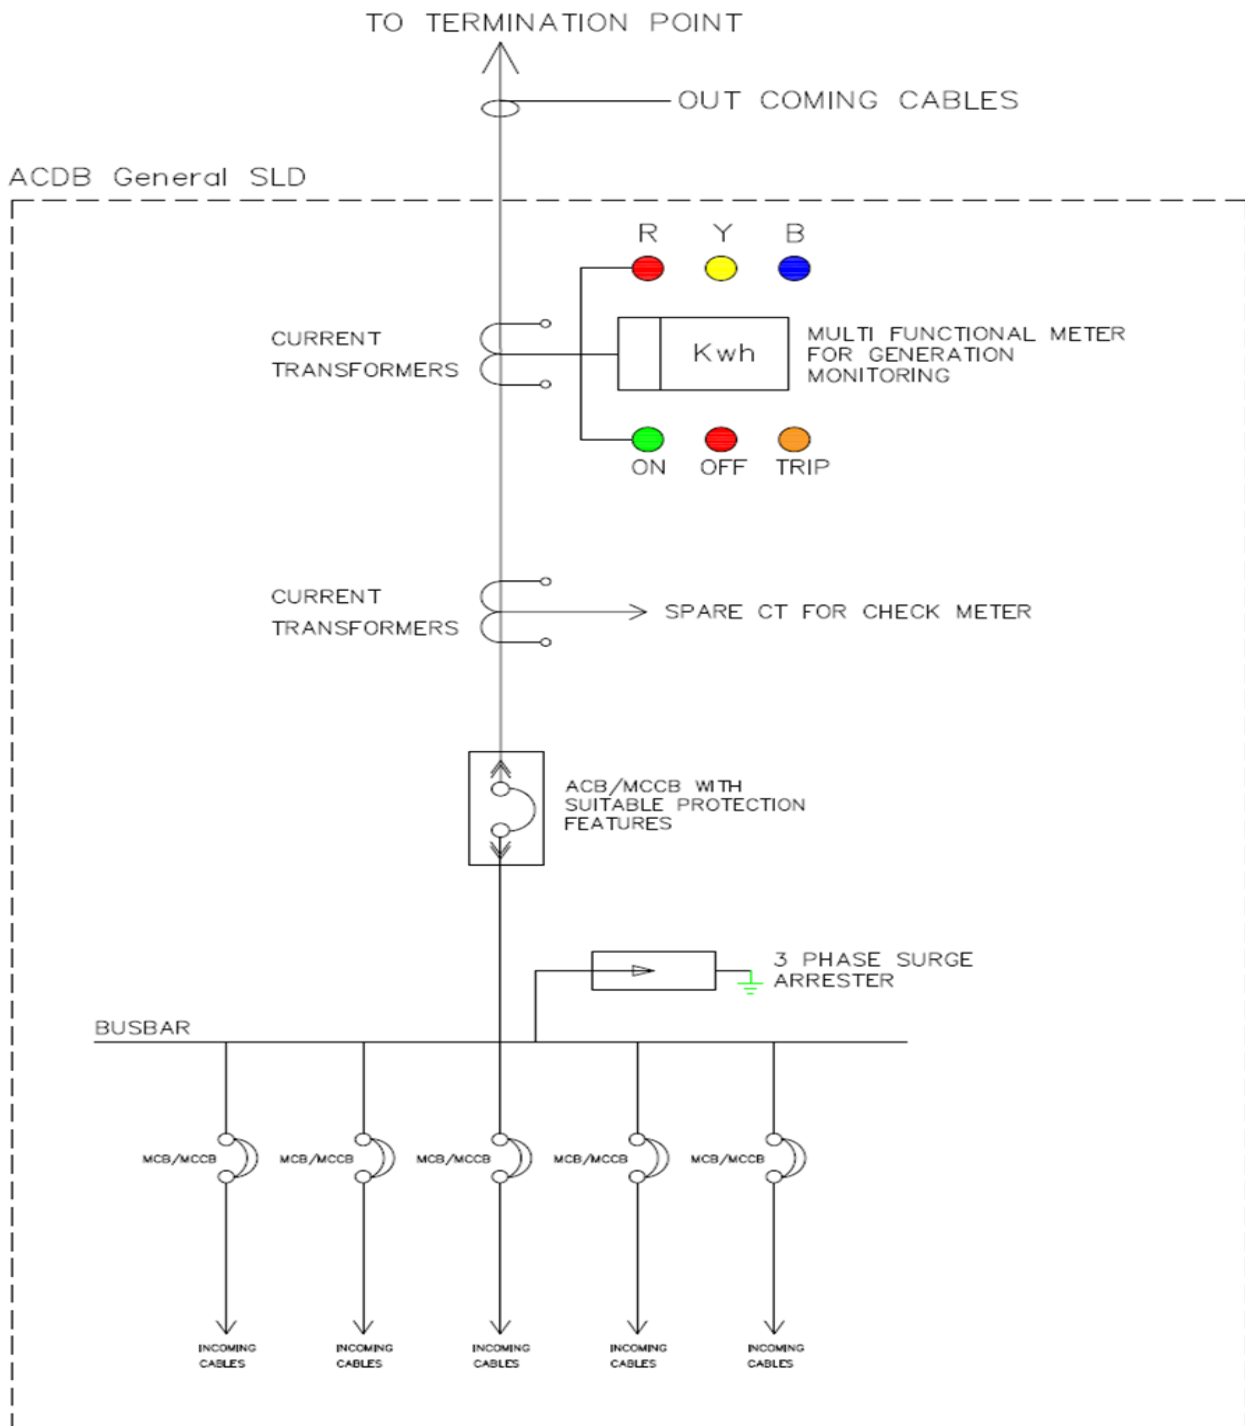 TO TERMINATION POINT
OUT COMING CABLES
ACDB General SLD
R Y B
CURRENT
TRANSFORMERS
Kwh
MULTI FUNCTIONAL METER
FOR GENERATION
MONITORING
ON OFF TRIP
CURRENT
TRANSFORMERS
SPARE CT FOR CHECK METER
ACB/MCCB WITH
SUITABLE PROTECTION
FEATURES
3 PHASE SURGE
ARRESTER
BUSBAR
MCB/MCCB MCB/MCCB MCB/MCCB MCB/MCCB MCB/MCCB
INCOMING INCOMING INCOMING INCOMING INCOMING
CABLES CABLES CABLES CABLES CABLES